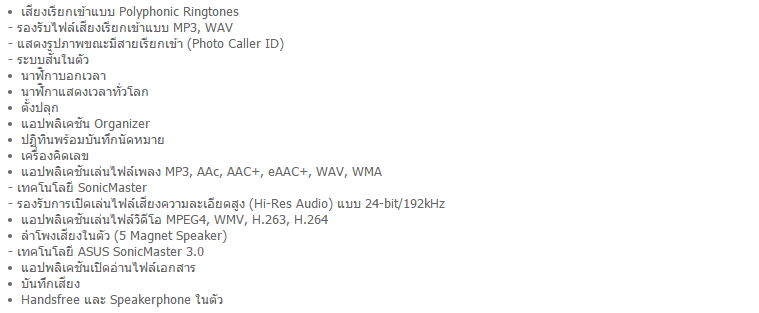 • เสียงเรียกเข้าแบบ Polyphonic Ringtones
- รองรับไฟล์เสียงเรียกเข้าแบบ MP3, WAV
- แสดงรูปภาพขณะมีสายเรียกเข้า (Photo Caller ID)
- ระบบสั่นในตัว
• นาฬิกาบอกเวลา
• นาฬิกาแสดงเวลาทั่วโลก
• ตั้งปลุก
• แอปพลิเคชัน Organizer
• ปฏิทินพร้อมบันทึกนัดหมาย
• เครื่องคิดเลข
• แอปพลิเคชันเล่นไฟล์เพลง MP3, AAc, AAC+, eAAC+, WAV, WMA
- เทคโนโลยี SonicMaster
- รองรับการเปิดเล่นไฟล์เสียงความละเอียดสูง (Hi-Res Audio) แบบ 24-bit/192kHz
• แอปพลิเคชันเล่นไฟล์วิดีโอ MPEG4, WMV, H.263, H.264
• ลำโพงเสียงในตัว (5 Magnet Speaker)
- เทคโนโลยี ASUS SonicMaster 3.0
• แอปพลิเคชันเปิดอ่านไฟล์เอกสาร
• บันทึกเสียง
• Handsfree และ Speakerphone ในตัว